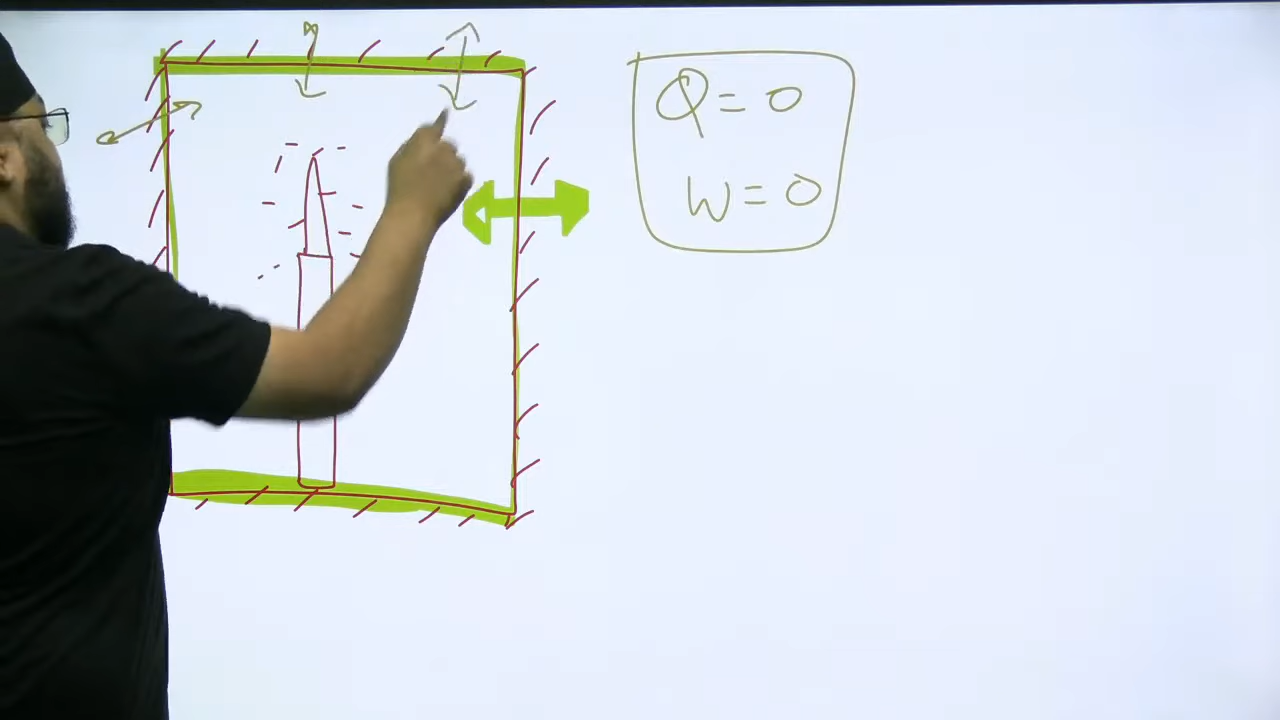 Q = 0
W = 0